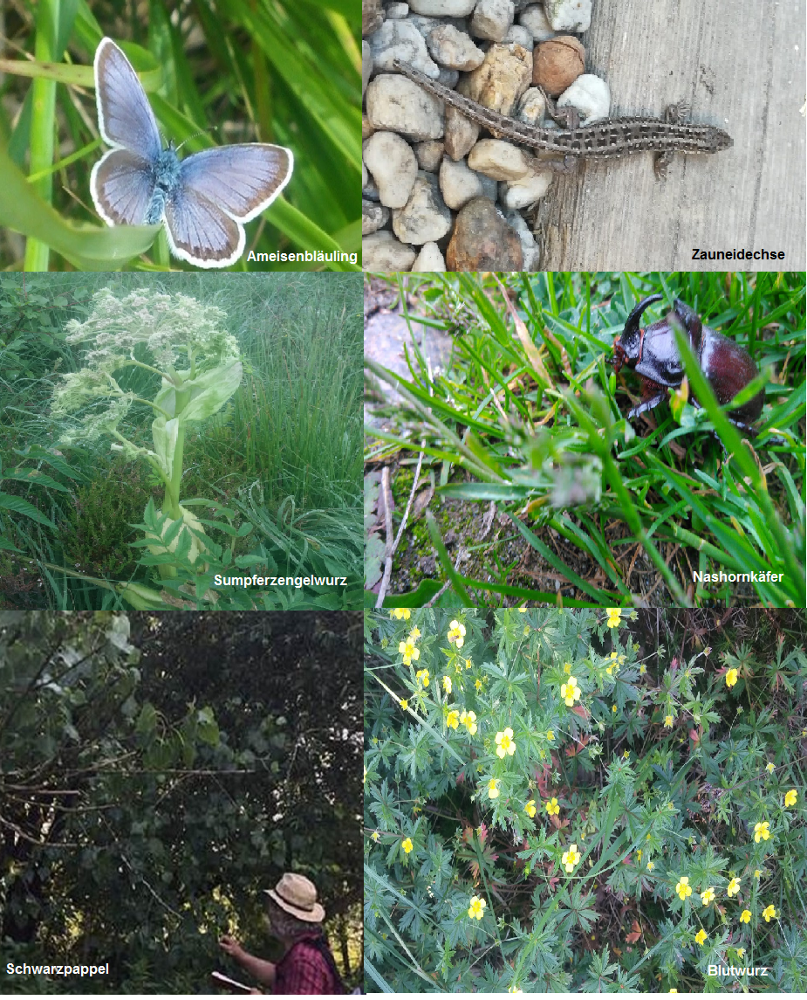 Ameisenbläuling
Zauneidechse
Sumpferzengelwurz
Nashornkäfer
Schwarzpappel
Blutwurz